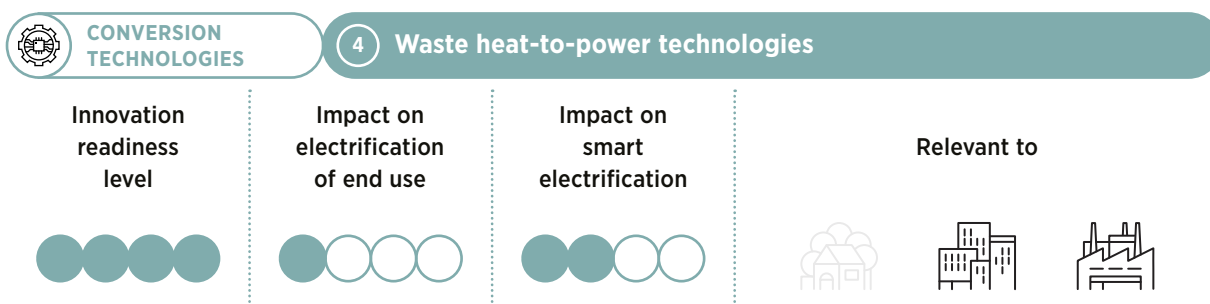 CONVERSION
TECHNOLOGIES
4 Waste heat-to-power technologies
Innovation
readiness
level
Impact on
electrification
of end use
Impact on
smart
electrification
Relevant to